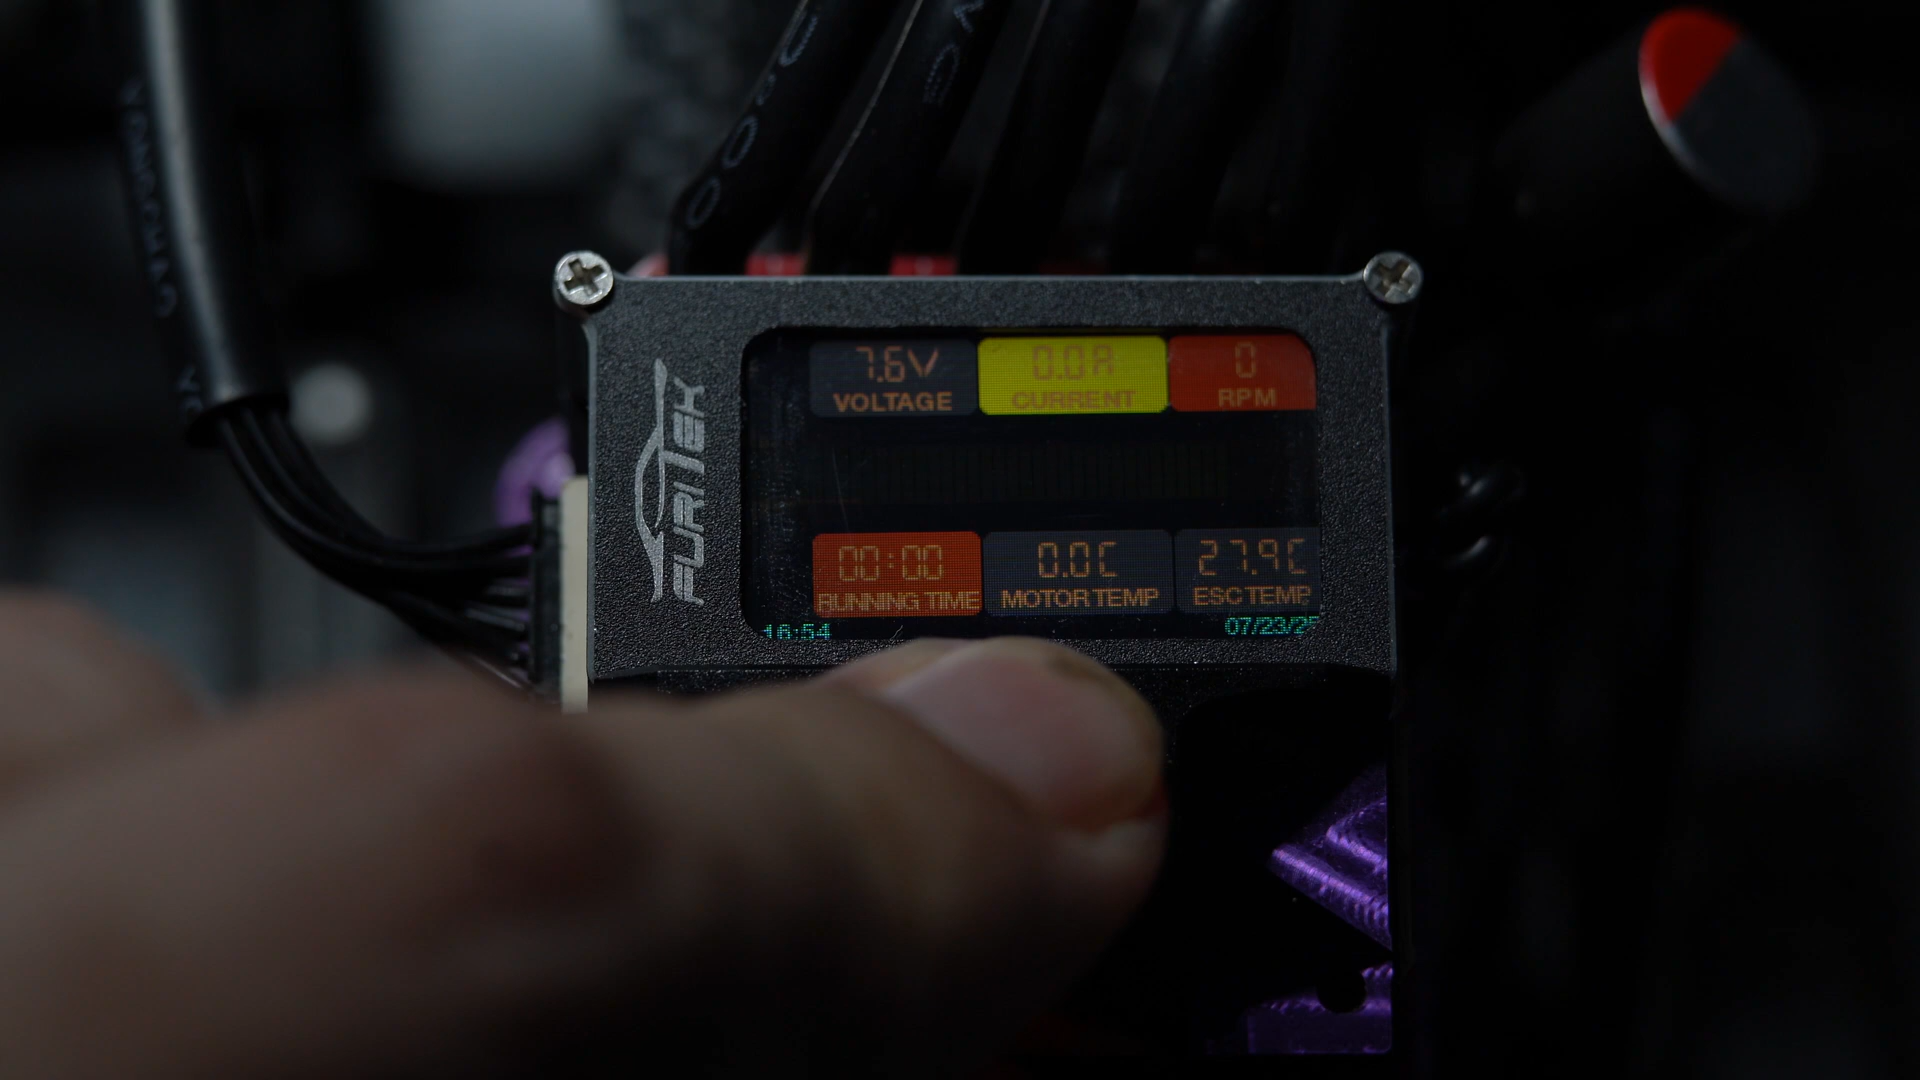 7.6V
VOLTAGE
0.0A
CURRENT
0
RPM
FURITEK
00:00
RUNNING TIME
0.0C
MOTOR TEMP
27.9C
ESC TEMP
16:54
07/23/25